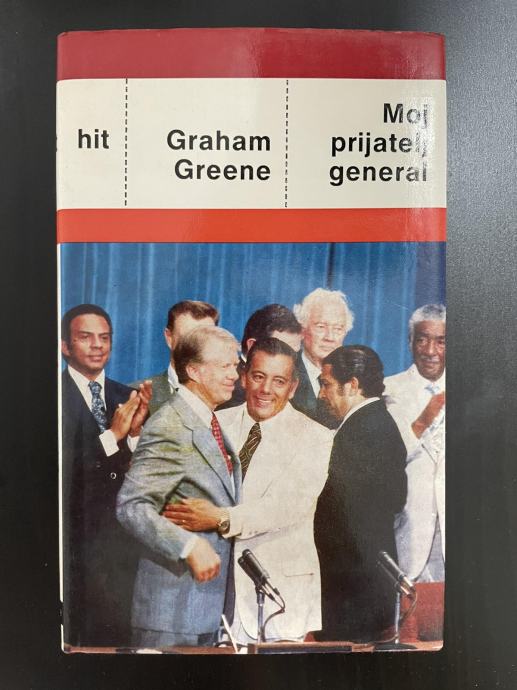 hit
Graham
Greene
Moj
prijatelj
general